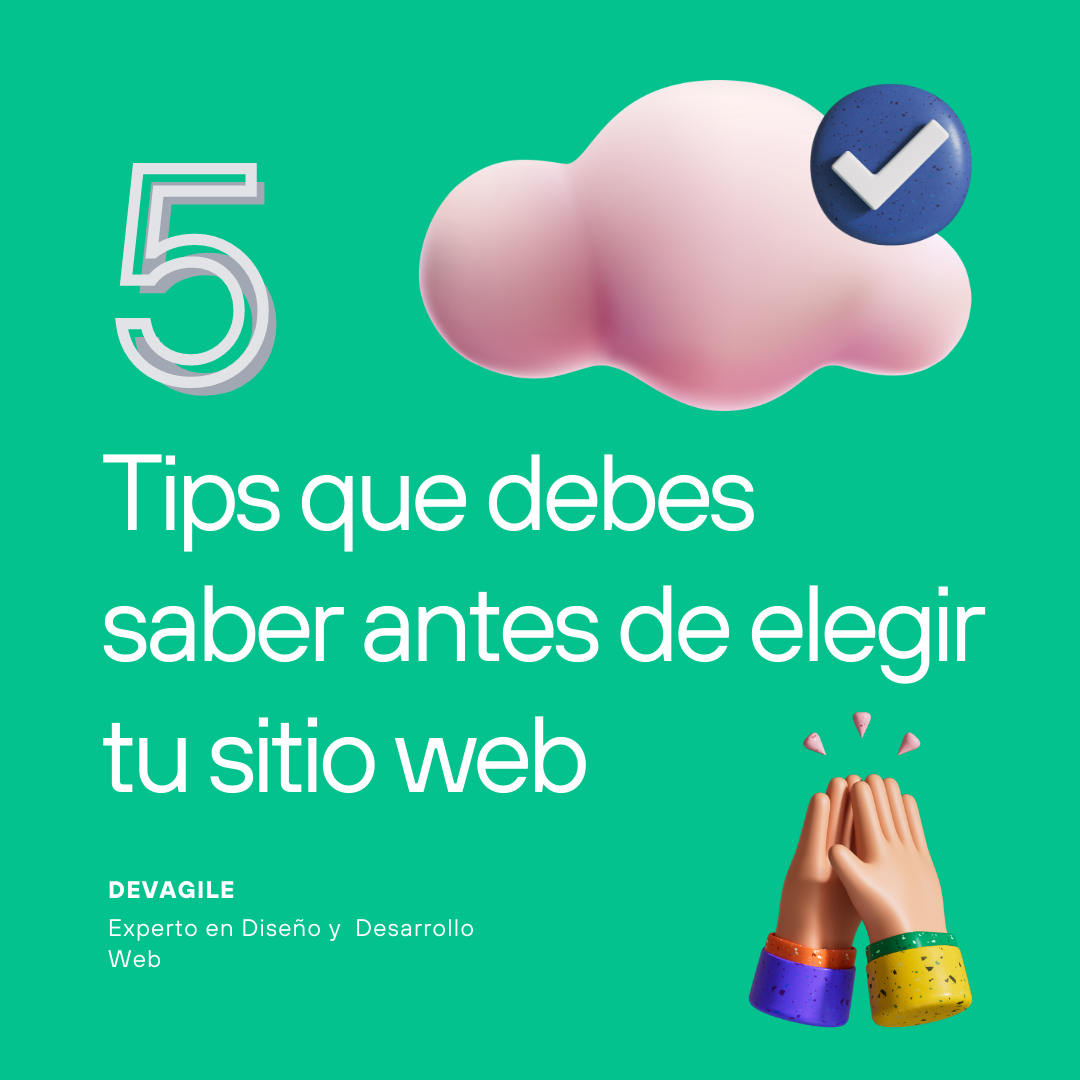 5
Tips que debes
saber antes de elegir
tu sitio web
DEVAGILE
Experto en Diseño y  Desarrollo
Web